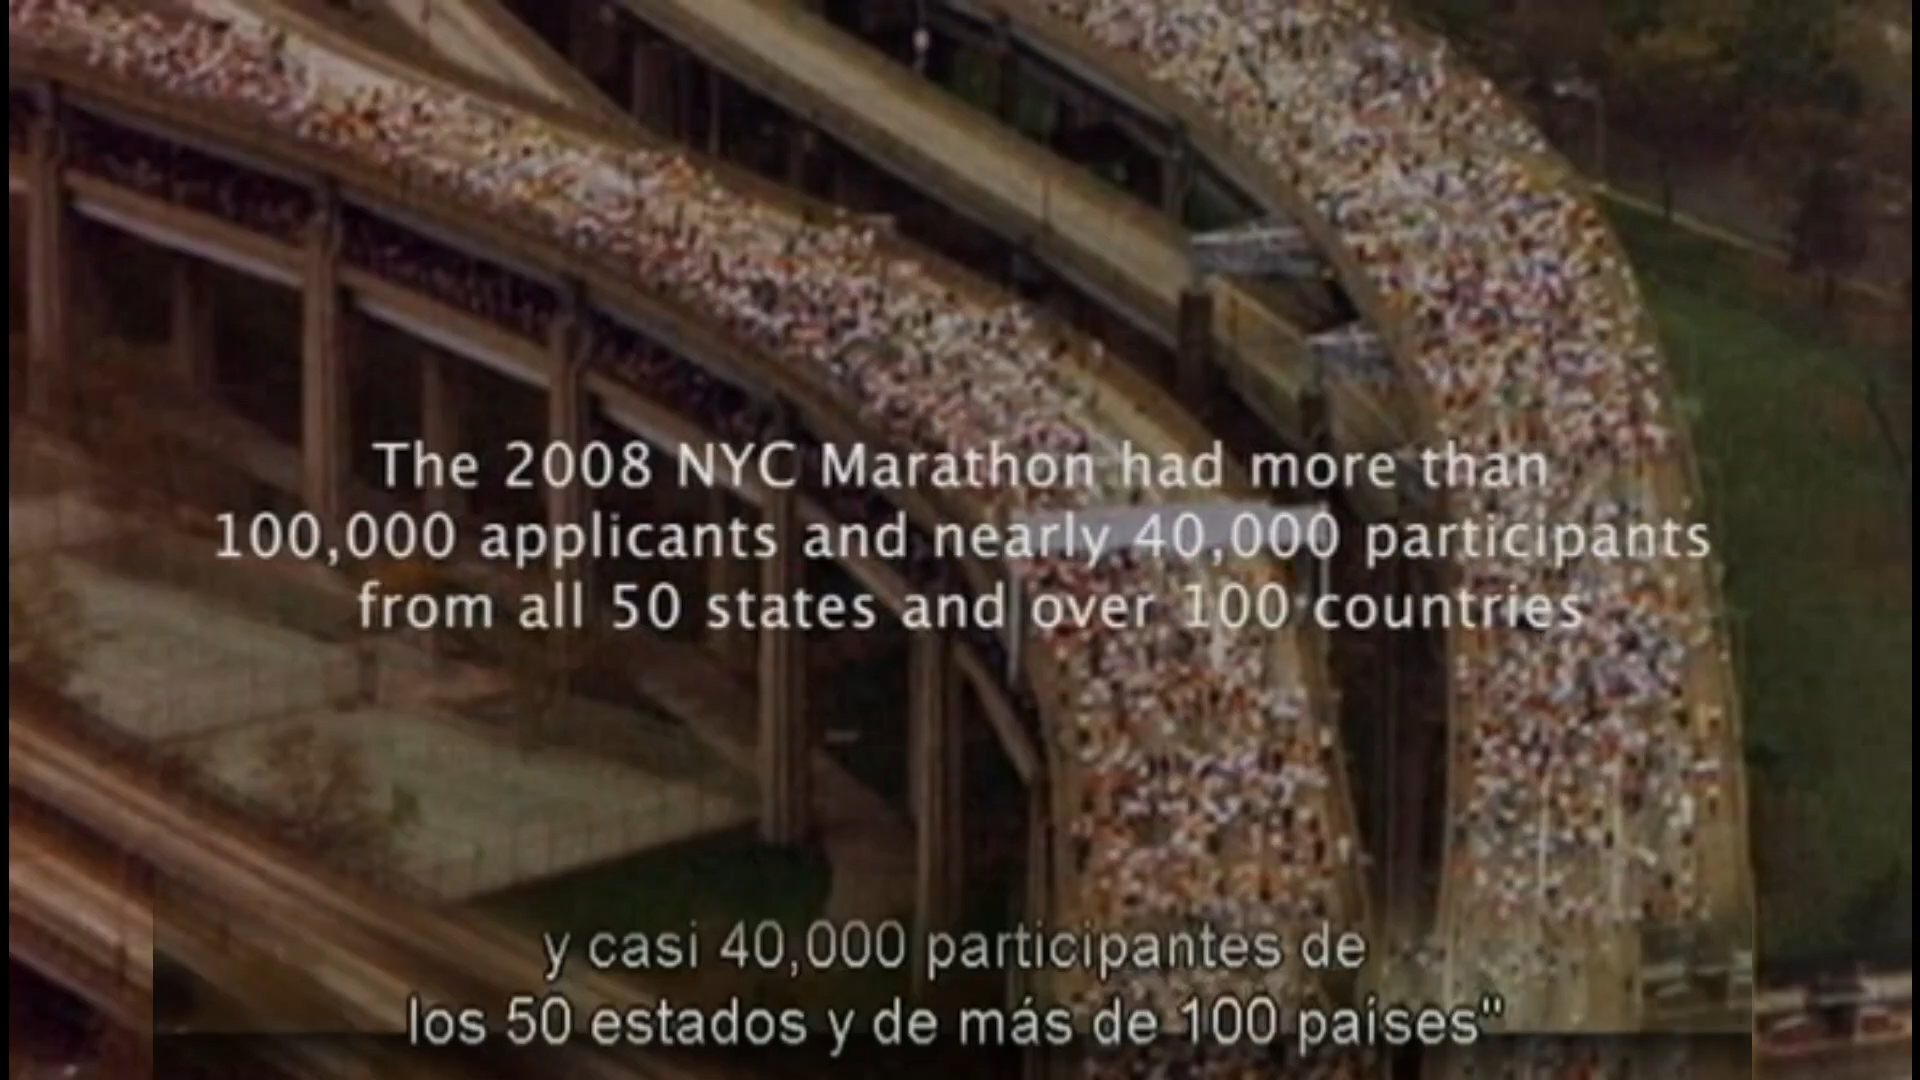 The 2008 NYC Marathon had more than
100,000 applicants and nearly 40,000 participants
from all 50 states and over 100 countries
y casi 40,000 participantes de
los 50 estados y de más de 100 países"